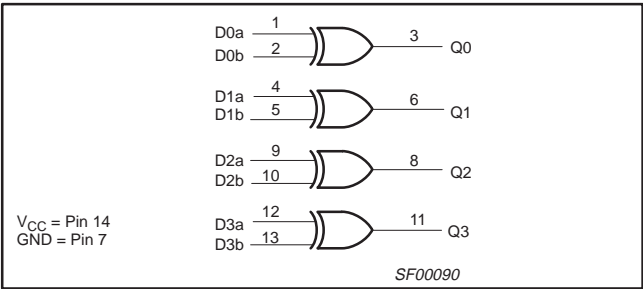 D0a 1
D0b 2
3 Q0
D1a 4
D1b 5
6 Q1
D2a 9
D2b 10
8 Q2
D3a 12
D3b 13
11 Q3
VCC = Pin 14
GND = Pin 7
SF00090